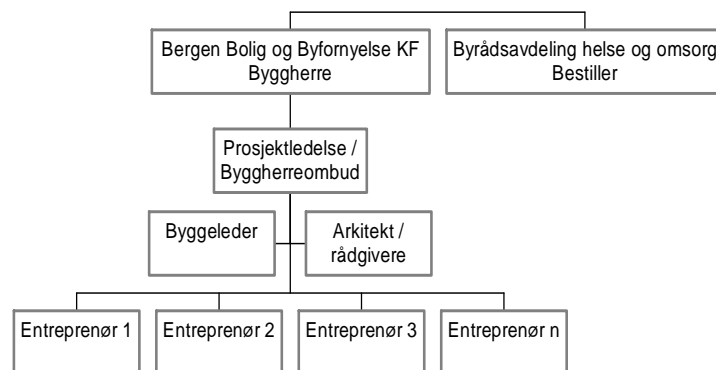 Bergen Bolig og Byfornyelse KF
Byggherre
Byrådsavdeling helse og omsorg
Bestiller
Prosjektledelse /
Byggherreombud
Byggeleder
Arkitekt /
rådgivere
Entreprenør 1
Entreprenør 2
Entreprenør 3
Entreprenør n